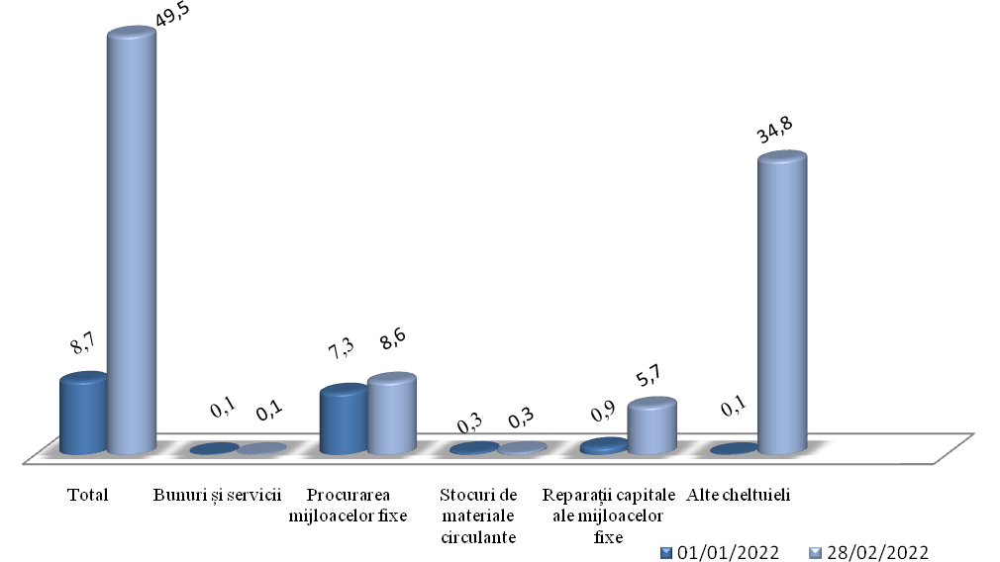 49,5
34,8
8,7
7,3
8,6
5,7
0,1
0,1
0,3
0,3
0,9
0,1
Total
Bunuri și servicii
Procurarea
mijloacelor fixe
Stocuri de
materiale
circulante
Reparații capitale
ale mijloacelor
fixe
Alte cheltuieli
01/01/2022
28/02/2022